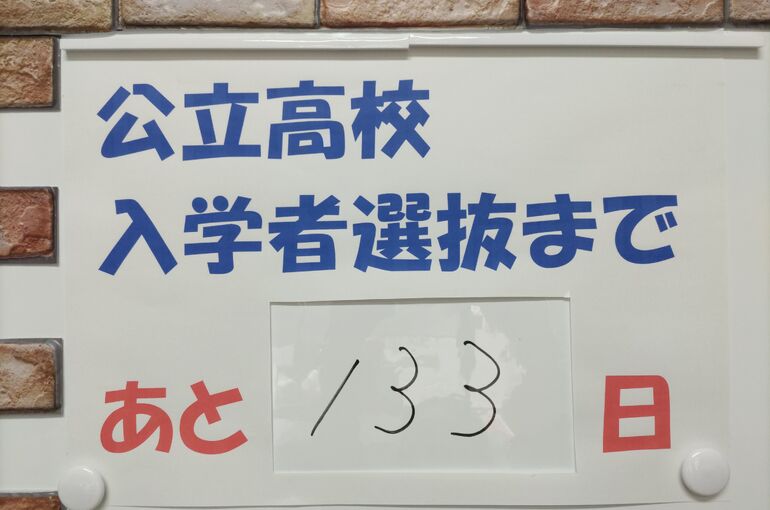 公立高校
入学者選抜まで
あと 133 日